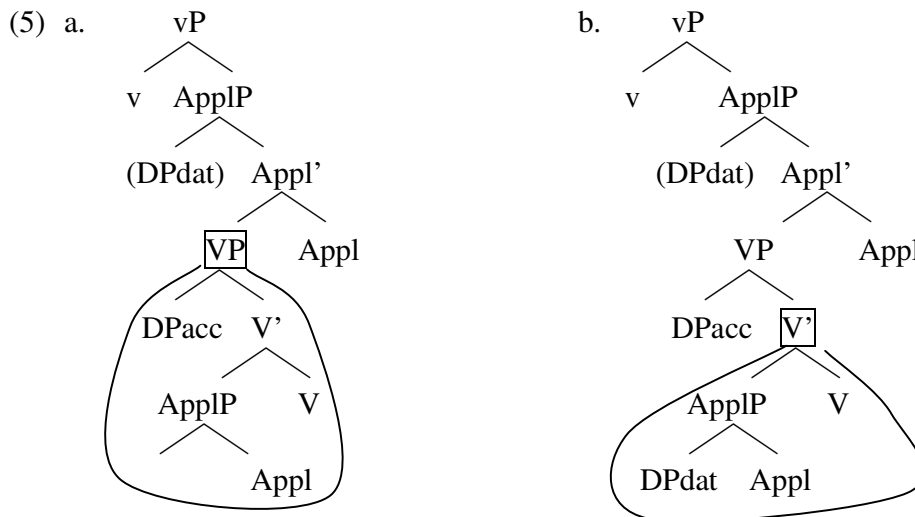 (5) a. vP b. vP
v ApplP v ApplP
(DPdat) Appl’ (DPdat) Appl’
VP Appl VP Appl
DPacc V’ DPacc V’
ApplP V ApplP V
Appl DPdat Appl